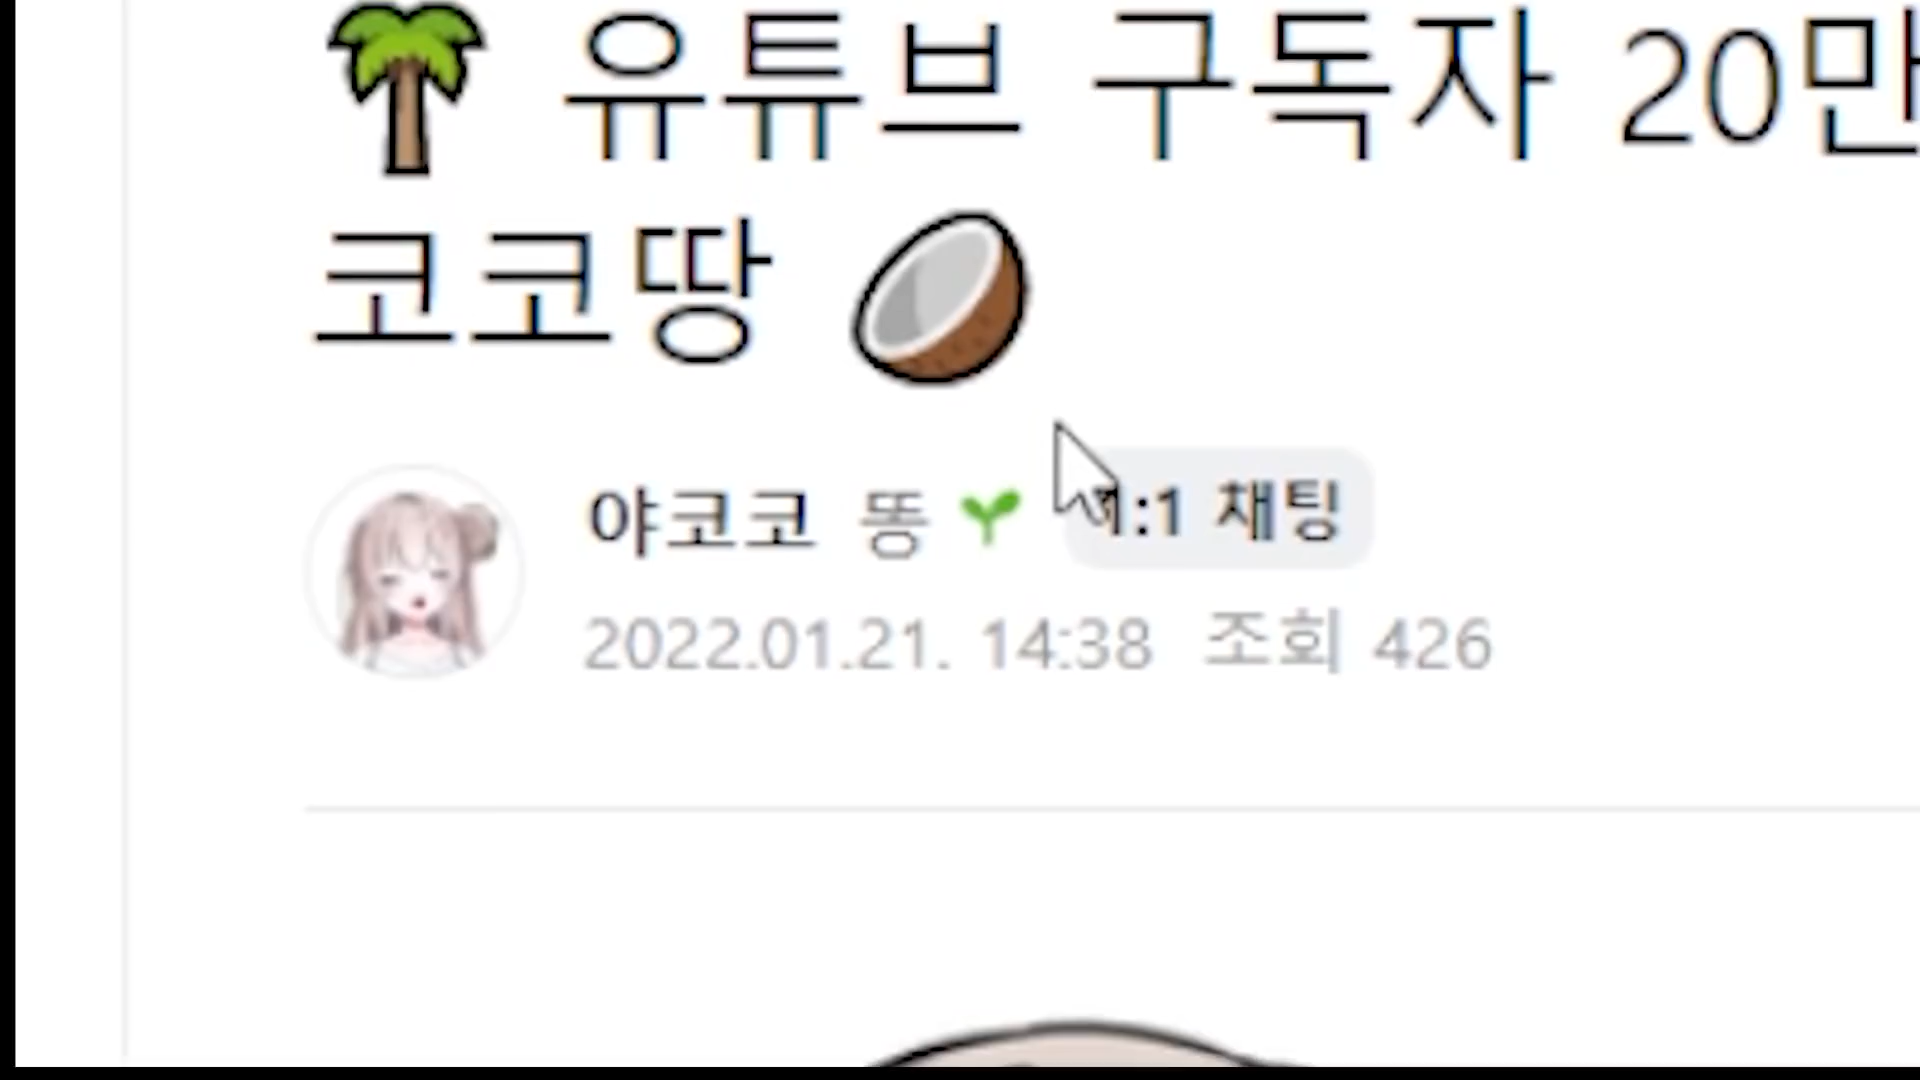 🌴 유튜브 구독자 20만
코코땅 🥥
야코코 똥 1:1 채팅
2022.01.21. 14:38 조회 426